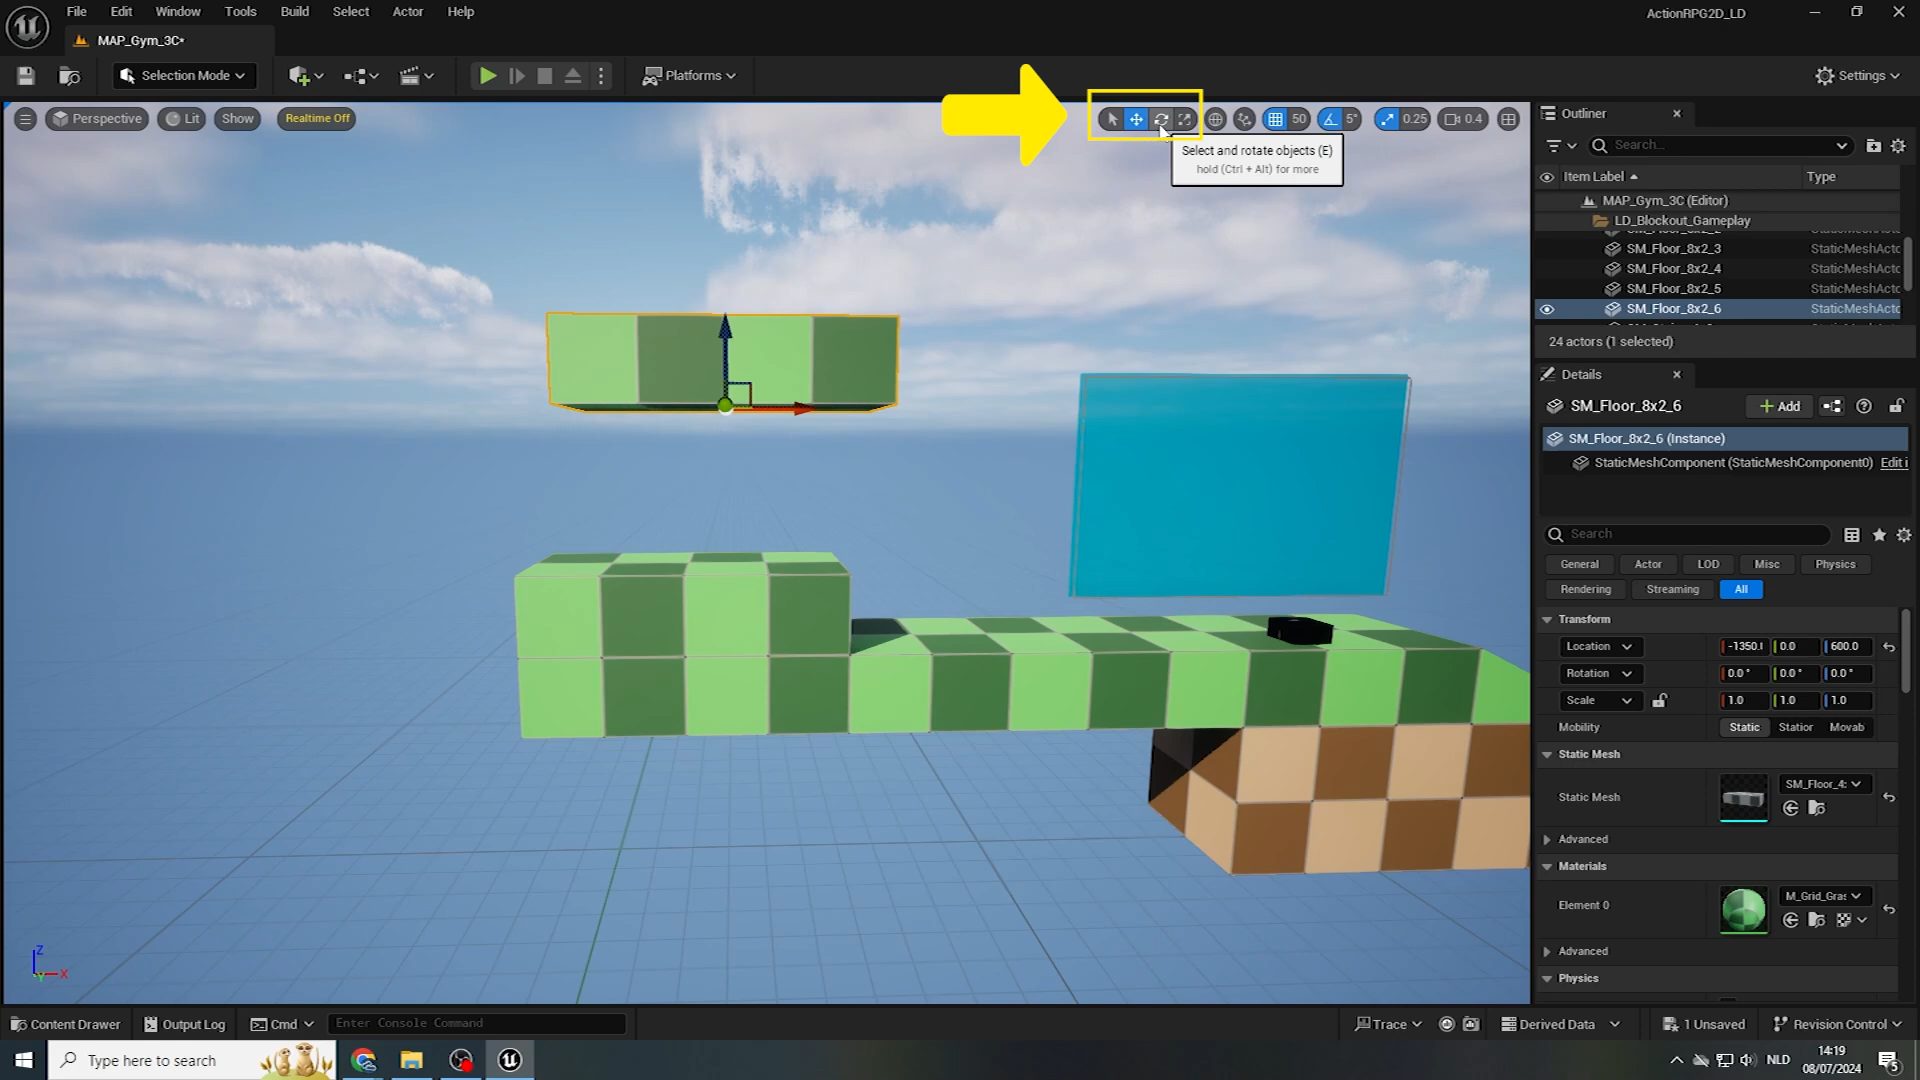 File Edit Window Tools Build Select Actor Help
ActionRPG2D_LD
MAP_Gym_3C*
Selection Mode
Platforms
Settings
Perspective
Lit
Show
Realtime Off
50
5°
0.25
0.4
Select and rotate objects (E)
hold (Ctrl + Alt) for more
Outliner
Search...
Item Label
Type
MAP_Gym_3C (Editor)
LD_Blockout_Gameplay
SM_Floor_8x2_3 StaticMeshActo
SM_Floor_8x2_4 StaticMeshActo
SM_Floor_8x2_5 StaticMeshActo
SM_Floor_8x2_6 StaticMeshActo
24 actors (1 selected)
Details
SM_Floor_8x2_6
Add
SM_Floor_8x2_6 (Instance)
StaticMeshComponent (StaticMeshComponent0) Edit i
Search
General Actor LOD Misc Physics
Rendering Streaming All
Transform
Location -1350.0 0.0 600.0
Rotation 0.0° 0.0° 0.0°
Scale 1.0 1.0 1.0
Mobility Static Station Movab
Static Mesh
Static Mesh SM_Floor_4x
Advanced
Materials
Element 0 M_Grid_Gras
Advanced
Physics
Z
X
Content Drawer Output Log Cmd Enter Console Command Trace Derived Data 1 Unsaved Revision Control
Type here to search
NLD
14:19
08/07/2024
5